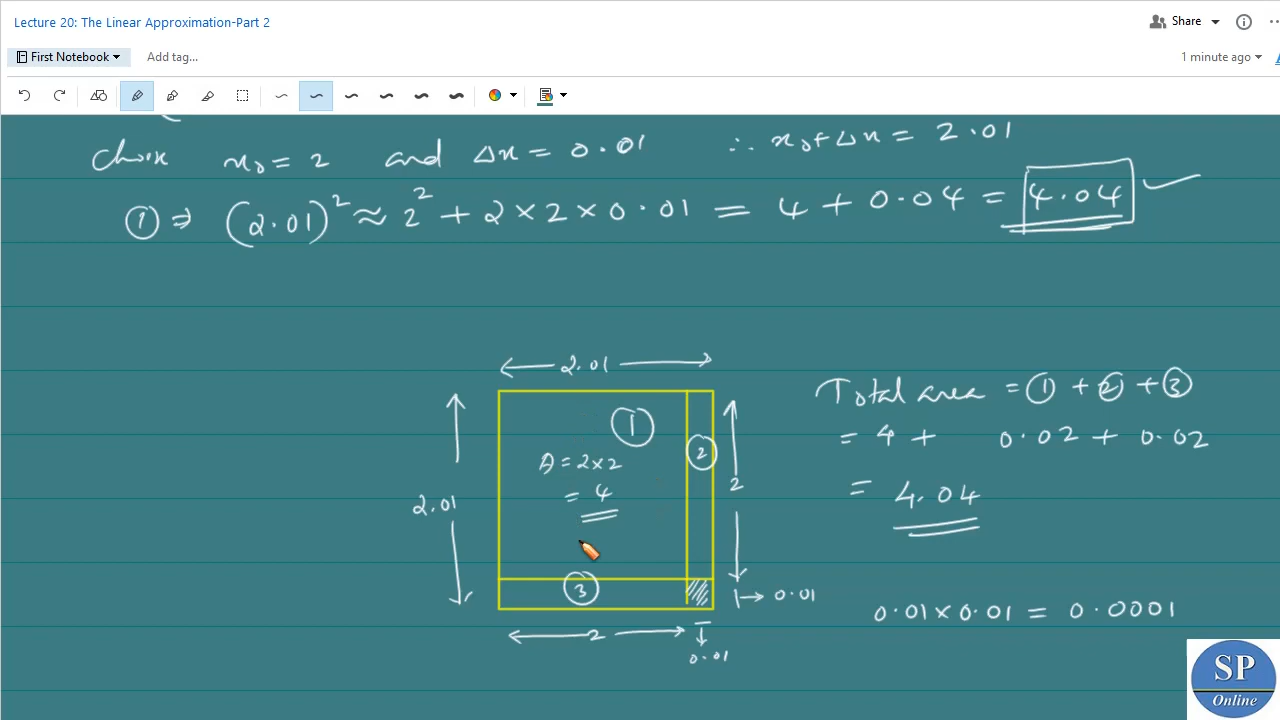 Lecture 20: The Linear Approximation-Part 2
Share
First Notebook
Add tag...
1 minute ago
Choix x₀ = 2 and Δx = 0.01 ∴ x₀+Δx = 2.01
① ⇒ (2.01)² ≈ 2² + 2×2×0.01 = 4 + 0.04 = 4.04
2.01
①
A = 2×2
= 4
②
③
2.01
2
2
0.01
→ 0.01
Total area = ① + ② + ③
= 4 + 0.02 + 0.02
= 4.04
0.01×0.01 = 0.0001
SP
Online